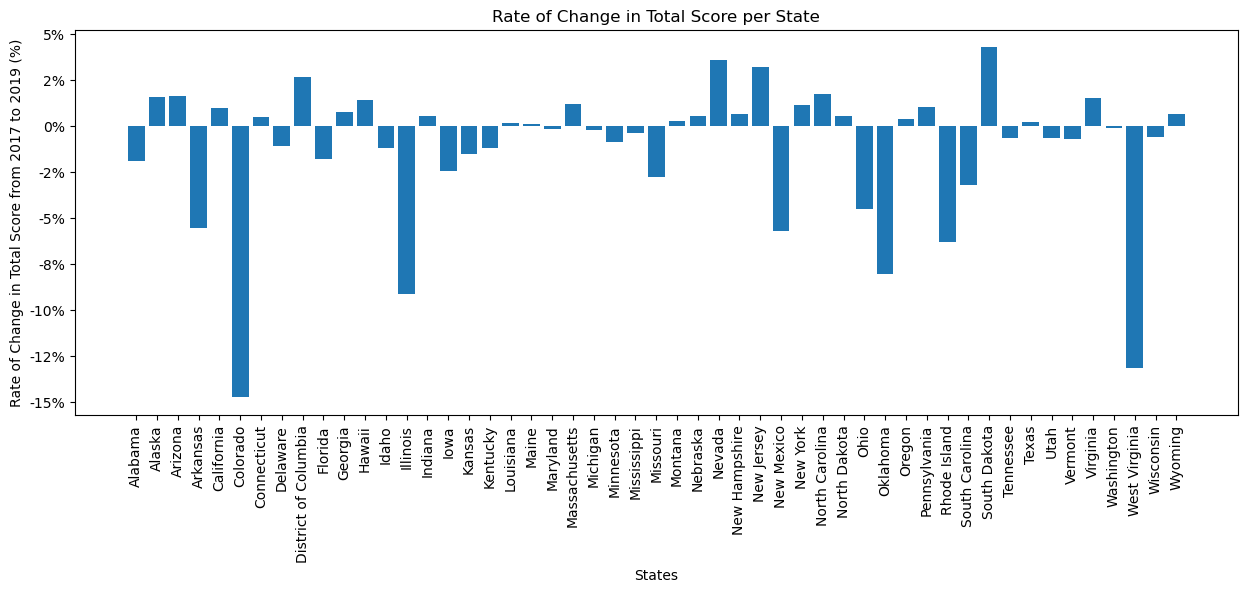 Rate of Change in Total Score per State
Rate of Change in Total Score from 2017 to 2019 (%)
5%
2%
0%
-2%
-5%
-8%
-10%
-12%
-15%
Alabama
Alaska
Arizona
Arkansas
California
Colorado
Connecticut
Delaware
District of Columbia
Florida
Georgia
Hawaii
Idaho
Illinois
Indiana
Iowa
Kansas
Kentucky
Louisiana
Maine
Maryland
Massachusetts
Michigan
Minnesota
Mississippi
Missouri
Montana
Nebraska
Nevada
New Hampshire
New Jersey
New Mexico
New York
North Carolina
North Dakota
Ohio
Oklahoma
Oregon
Pennsylvania
Rhode Island
South Carolina
South Dakota
Tennessee
Texas
Utah
Vermont
Virginia
Washington
West Virginia
Wisconsin
Wyoming
States